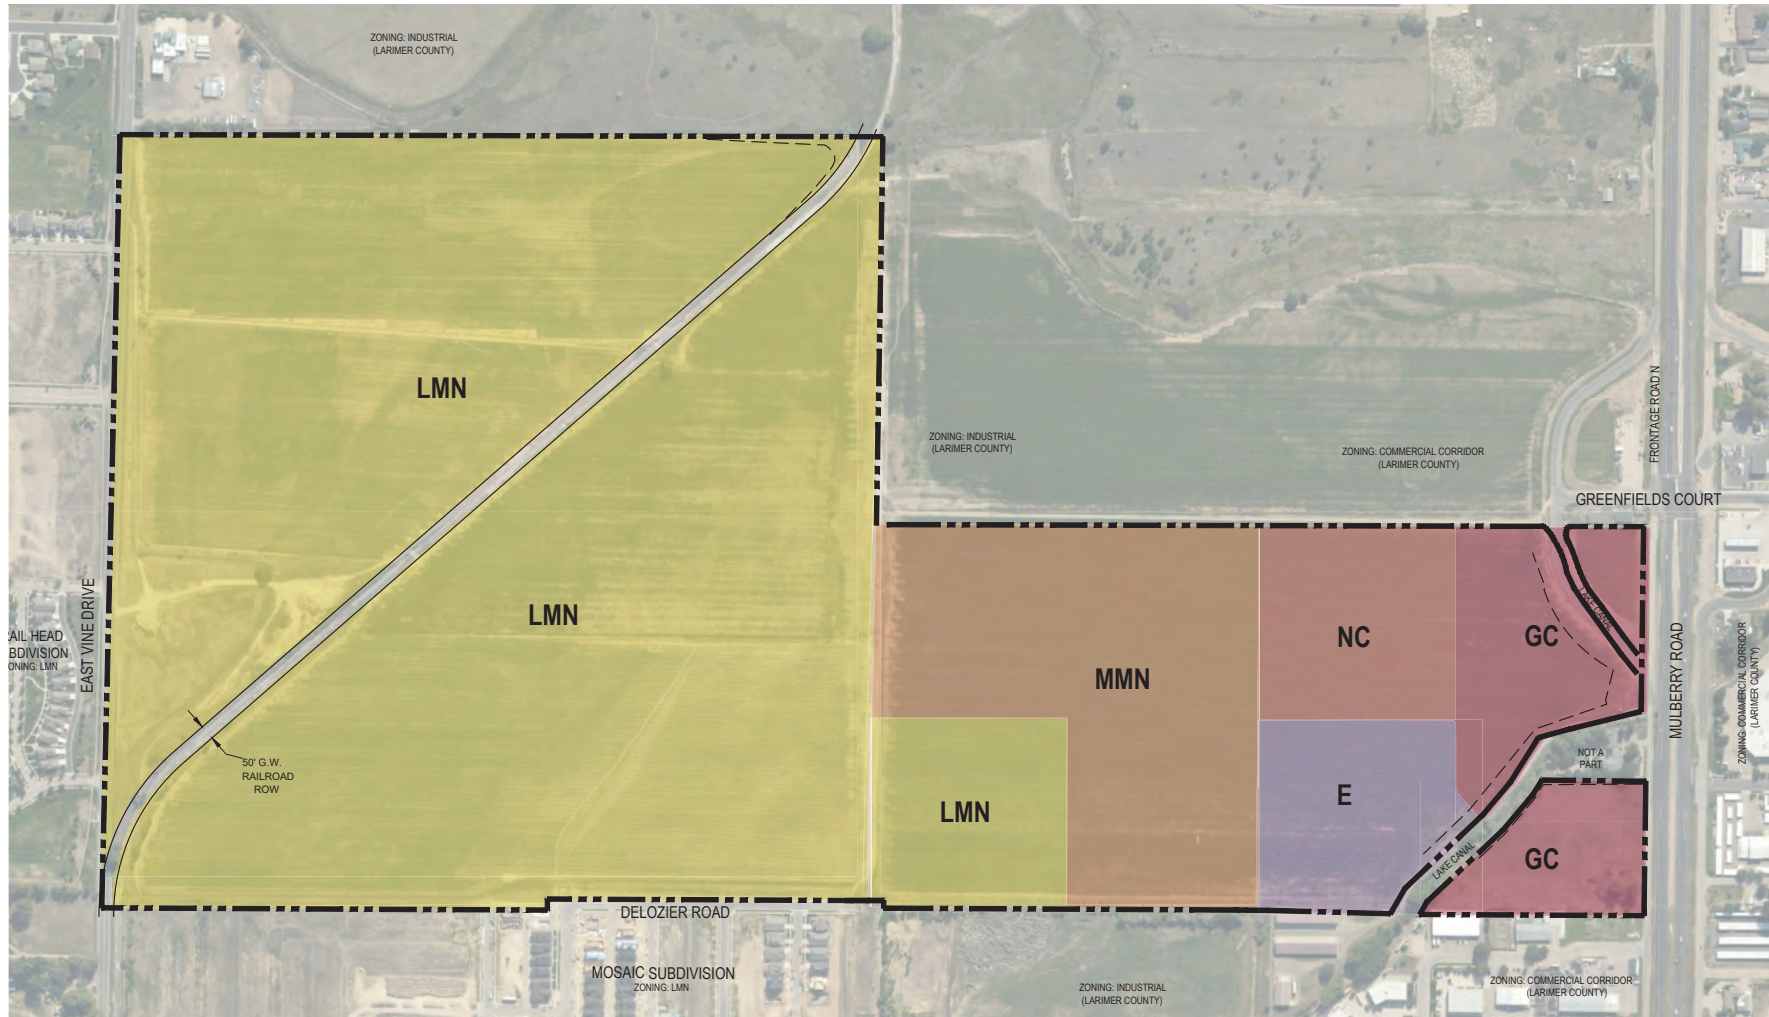 ZONING: INDUSTRIAL
(LARIMER COUNTY)
LMN
ZONING: INDUSTRIAL
(LARIMER COUNTY)
ZONING: COMMERCIAL CORRIDOR
(LARIMER COUNTY)
FRONTAGE ROAD N
GREENFIELDS COURT
EAST VINE DRIVE
RAIL HEAD
BDIVISION
ONING: LMN
LMN
MMN
NC
GC
LAKE CANAL
MULBERRY ROAD
ZONING: COMMERCIAL CORRIDOR
(LARIMER COUNTY)
50' G.W.
RAILROAD
ROW
NOT A
PART
LMN
E
LAKE CANAL
GC
DELOZIER ROAD
MOSAIC SUBDIVISION
ZONING: LMN
ZONING: INDUSTRIAL
(LARIMER COUNTY)
ZONING: COMMERCIAL CORRIDOR
(LARIMER COUNTY)